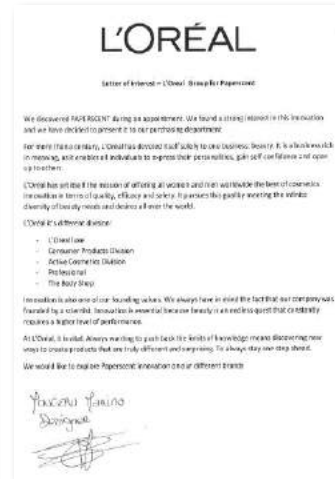 L'ORÉAL
Letter of Interest – L'Oreal Group for Paperscent
We discovered PAPERSCENT during an appointment. We found a strong interest in this innovation
and we have decided to present it to our purchasing department
For more than a century, L'Oréal has devoted itself solely to one business: beauty. It is a business rich
in meaning, as it enables all individuals to express their personalities, gain self confidence and open
up to others.
L'Oréal has set itself the mission of offering all women and men worldwide the best of cosmetics
innovation in terms of quality, efficacy and safety. It pursues this goal by meeting the infinite
diversity of beauty needs and desires all over the world.
L'Oréal it's different division
- L'Oreal Luxe
- Consumer Products Division
- Active Cosmetics Division
- Professional
- The Body Shop
Innovation is also one of our founding values. We always have in mind the fact that our company was
founded by a scientist. Innovation is essential because beauty is an endless quest that constantly
requires a higher level of performance.
At L'Oréal, it is vital. Always wanting to push back the limits of knowledge means discovering new
ways to create products that are truly different and surprising. To always stay one step ahead.
We would like to explore Paperscent innovation on our different brands
Designer